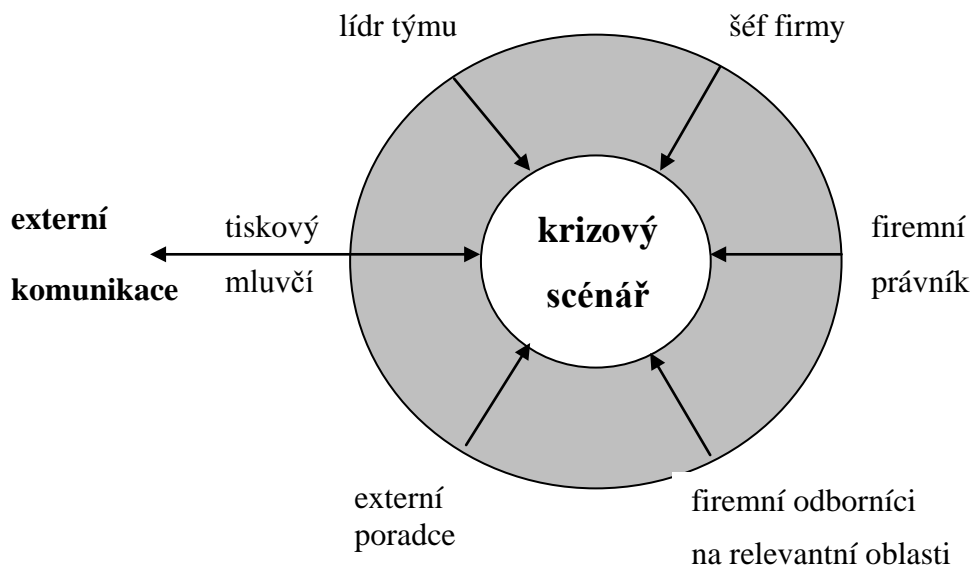 lídr týmu
šéf firmy
externí
komunikace
tiskový
mluvčí
krizový
scénář
firemní
právník
externí
poradce
firemní odborníci
na relevantní oblasti